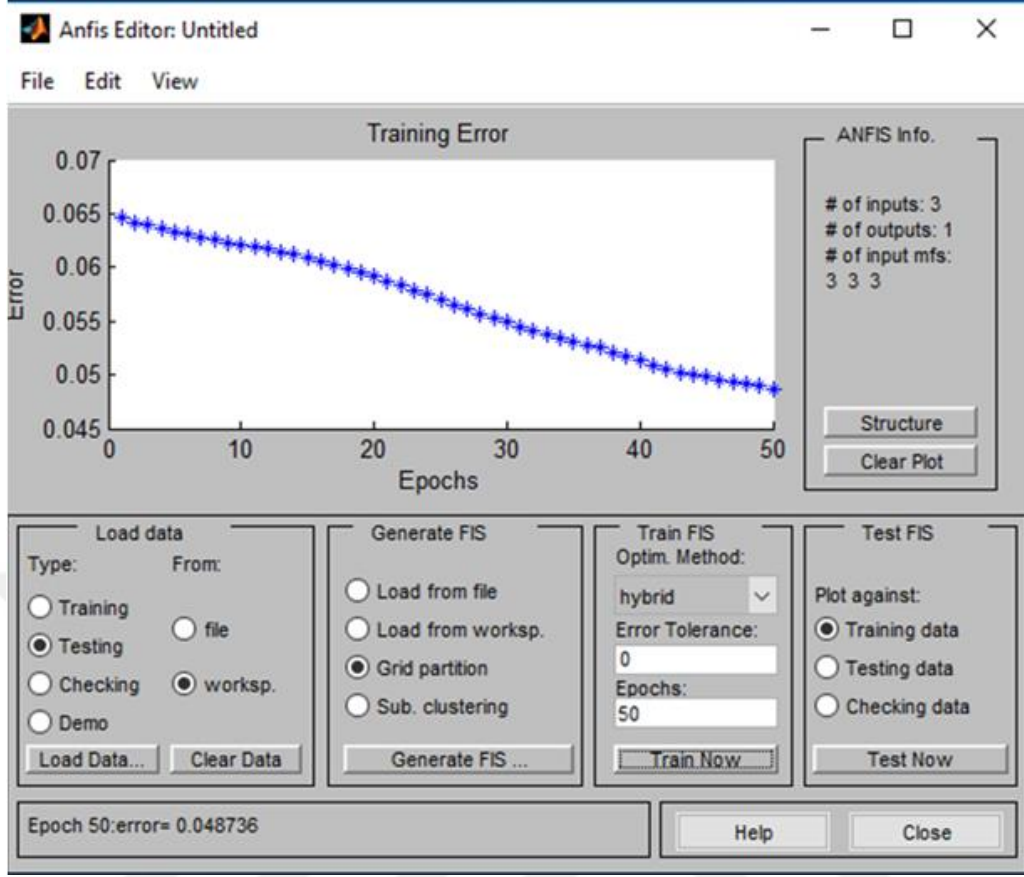 Anfis Editor: Untitled
File Edit View
Training Error
0.07
0.065
0.06
0.055
0.05
0.045
Error
0 10 20 30 40 50
Epochs
ANFIS Info.
# of inputs: 3
# of outputs: 1
# of input mfs:
3 3 3
Structure
Clear Plot
Load data
Type: From:
Training
Testing
Checking
Demo
file
worksp.
Load Data... Clear Data
Generate FIS
Load from file
Load from worksp.
Grid partition
Sub. clustering
Generate FIS ...
Train FIS
Optim. Method:
hybrid
Error Tolerance:
0
Epochs:
50
Train Now
Test FIS
Plot against:
Training data
Testing data
Checking data
Test Now
Epoch 50:error= 0.048736
Help Close